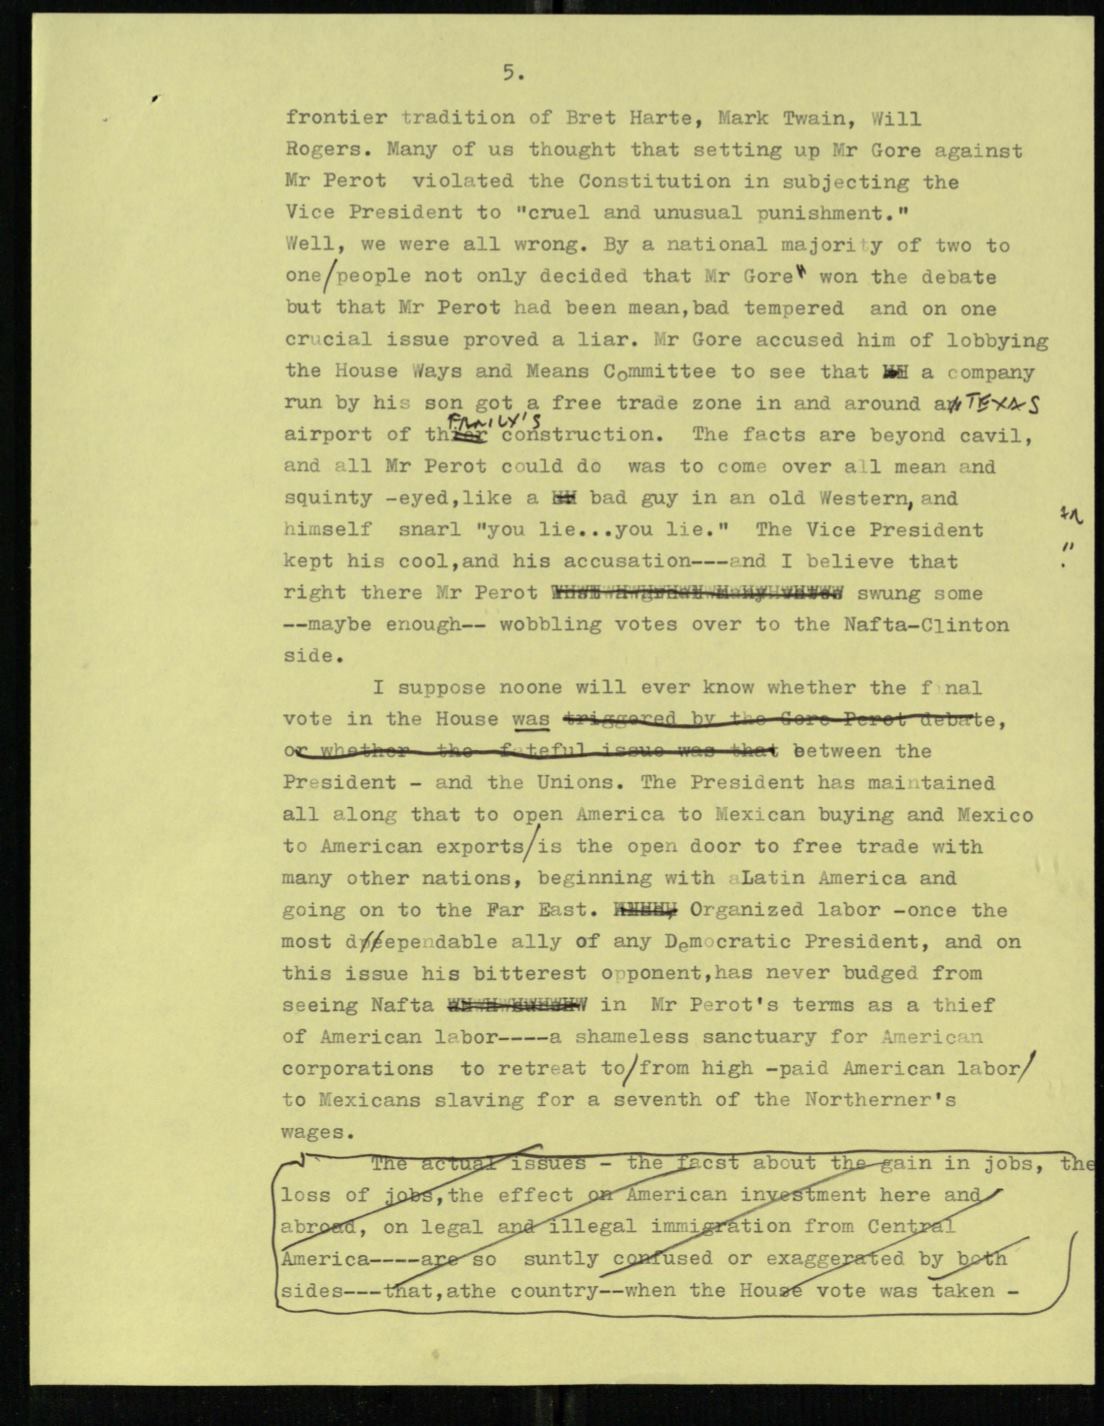 5.
frontier tradition of Bret Harte, Mark Twain, Will
Rogers. Many of us thought that setting up Mr Gore against
Mr Perot  violated the Constitution in subjecting the
Vice President to "cruel and unusual punishment."
Well, we were all wrong. By a national majority of two to
one/people not only decided that Mr Gore" won the debate
but that Mr Perot had been mean,bad tempered  and on one
crucial issue proved a liar. Mr Gore accused him of lobbying
the House Ways and Means Committee to see that a company
run by his son got a free trade zone in and around a TEXAS
FAMILY'S
airport of their construction.  The facts are beyond cavil,
and all Mr Perot could do  was to come over all mean and
squinty -eyed,like a bad guy in an old Western, and
himself  snarl "you lie...you lie."  The Vice President
kept his cool,and his accusation---and I believe that
right there Mr Perot swung some
--maybe enough-- wobbling votes over to the Nafta-Clinton
side.
I suppose noone will ever know whether the final
vote in the House was triggered by the Gore Perot debate,
or whether the fateful issue was that between the
President - and the Unions. The President has maintained
all along that to open America to Mexican buying and Mexico
to American exports/is the open door to free trade with
many other nations, beginning with aLatin America and
going on to the Far East. Organized labor -once the
most d//eependable ally of any Democratic President, and on
this issue his bitterest opponent,has never budged from
seeing Nafta in  Mr Perot's terms as a thief
of American labor----a shameless sanctuary for American
corporations  to retreat to/from high -paid American labor/
to Mexicans slaving for a seventh of the Northerner's
wages.
The actual issues - the facst about the gain in jobs, the
loss of jobs,the effect on American investment here and
abroad, on legal and illegal immigration from Central
America----are so  suntly confused or exaggerated by both
sides---that,athe country--when the House vote was taken -